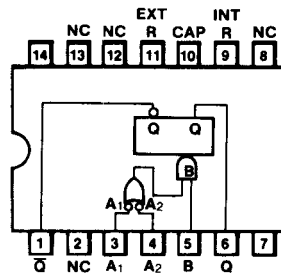 EXT INT
NC NC R CAP R NC
14 13 12 11 10 9 8
Q Q
B
A₁ A₂
1 2 3 4 5 6 7
Q̅ NC A₁ A₂ B Q